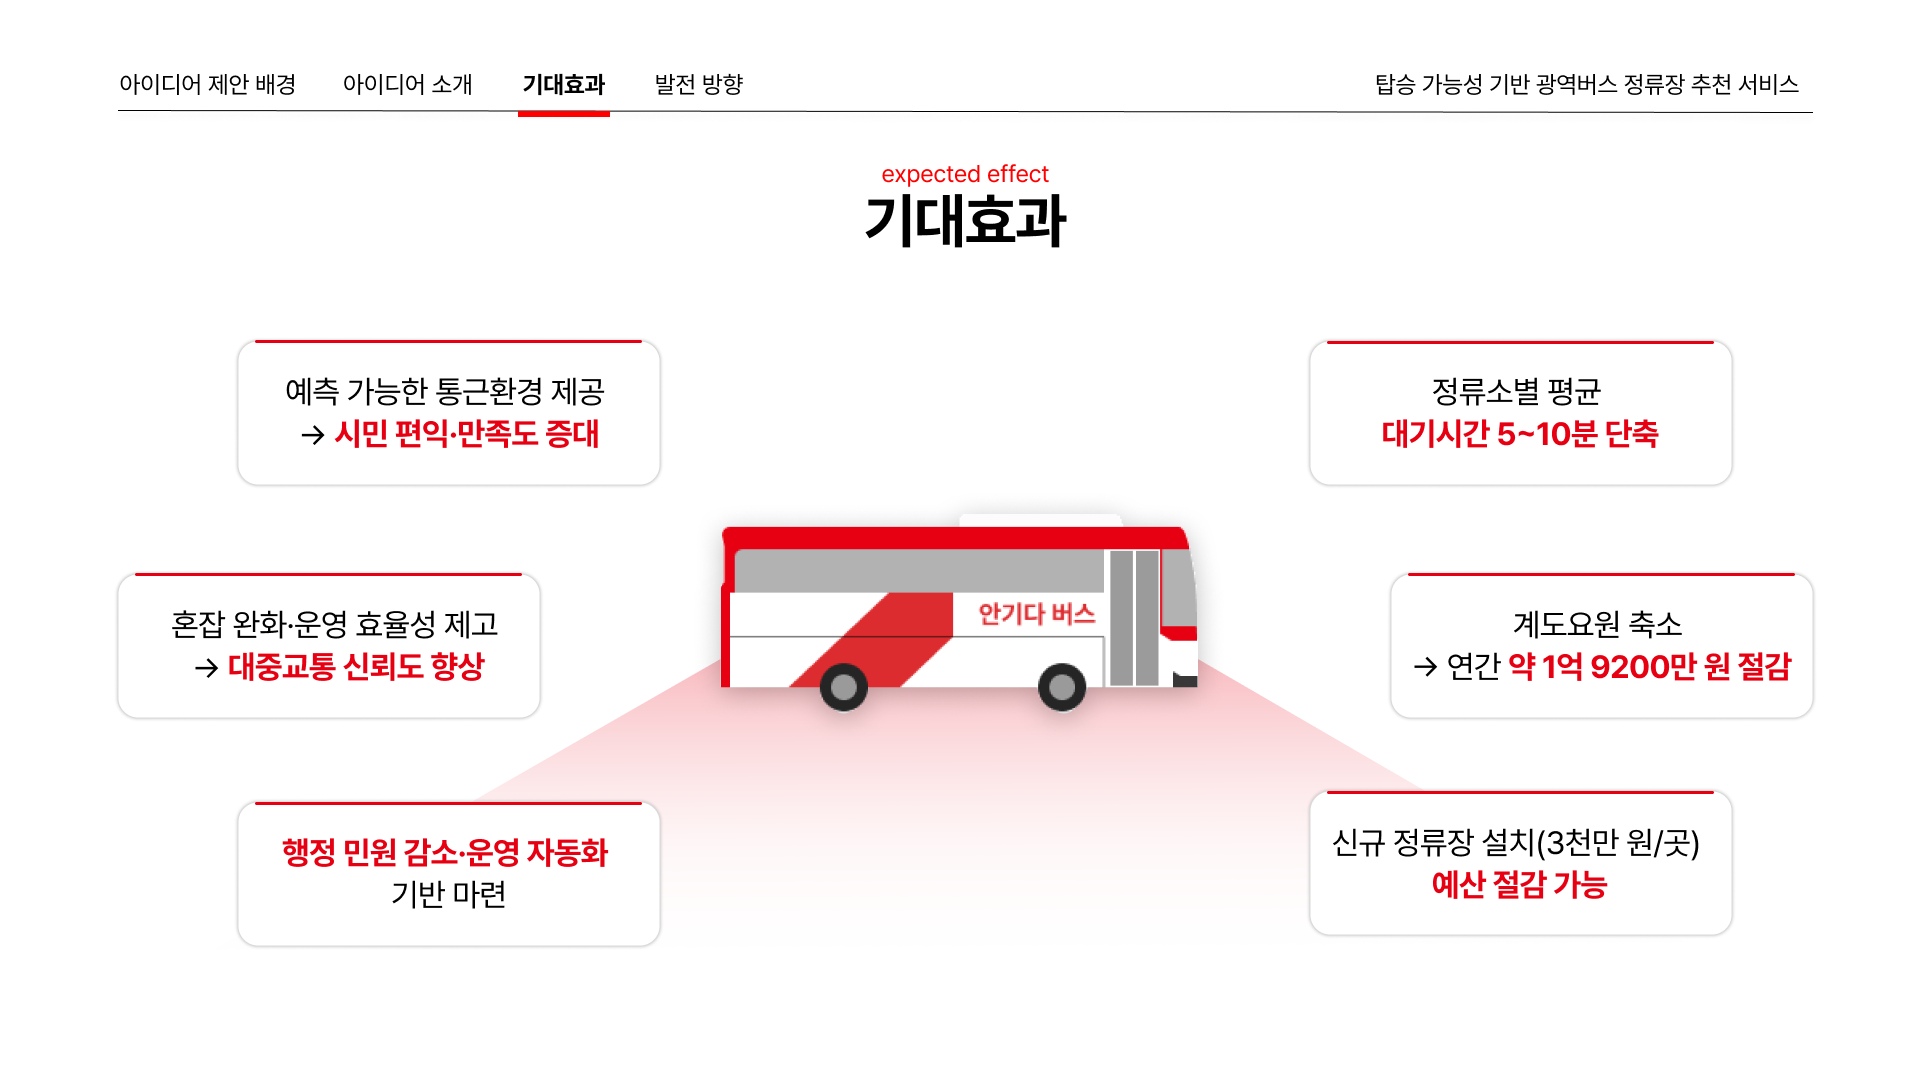 아이디어 제안 배경
아이디어 소개
기대효과
발전 방향
탑승 가능성 기반 광역버스 정류장 추천 서비스
expected effect
기대효과
예측 가능한 통근환경 제공
→ 시민 편익·만족도 증대
정류소별 평균
대기시간 5~10분 단축
혼잡 완화·운영 효율성 제고
→ 대중교통 신뢰도 향상
안기다 버스
계도요원 축소
→ 연간 약 1억 9200만 원 절감
행정 민원 감소·운영 자동화
기반 마련
신규 정류장 설치(3천만 원/곳)
예산 절감 가능